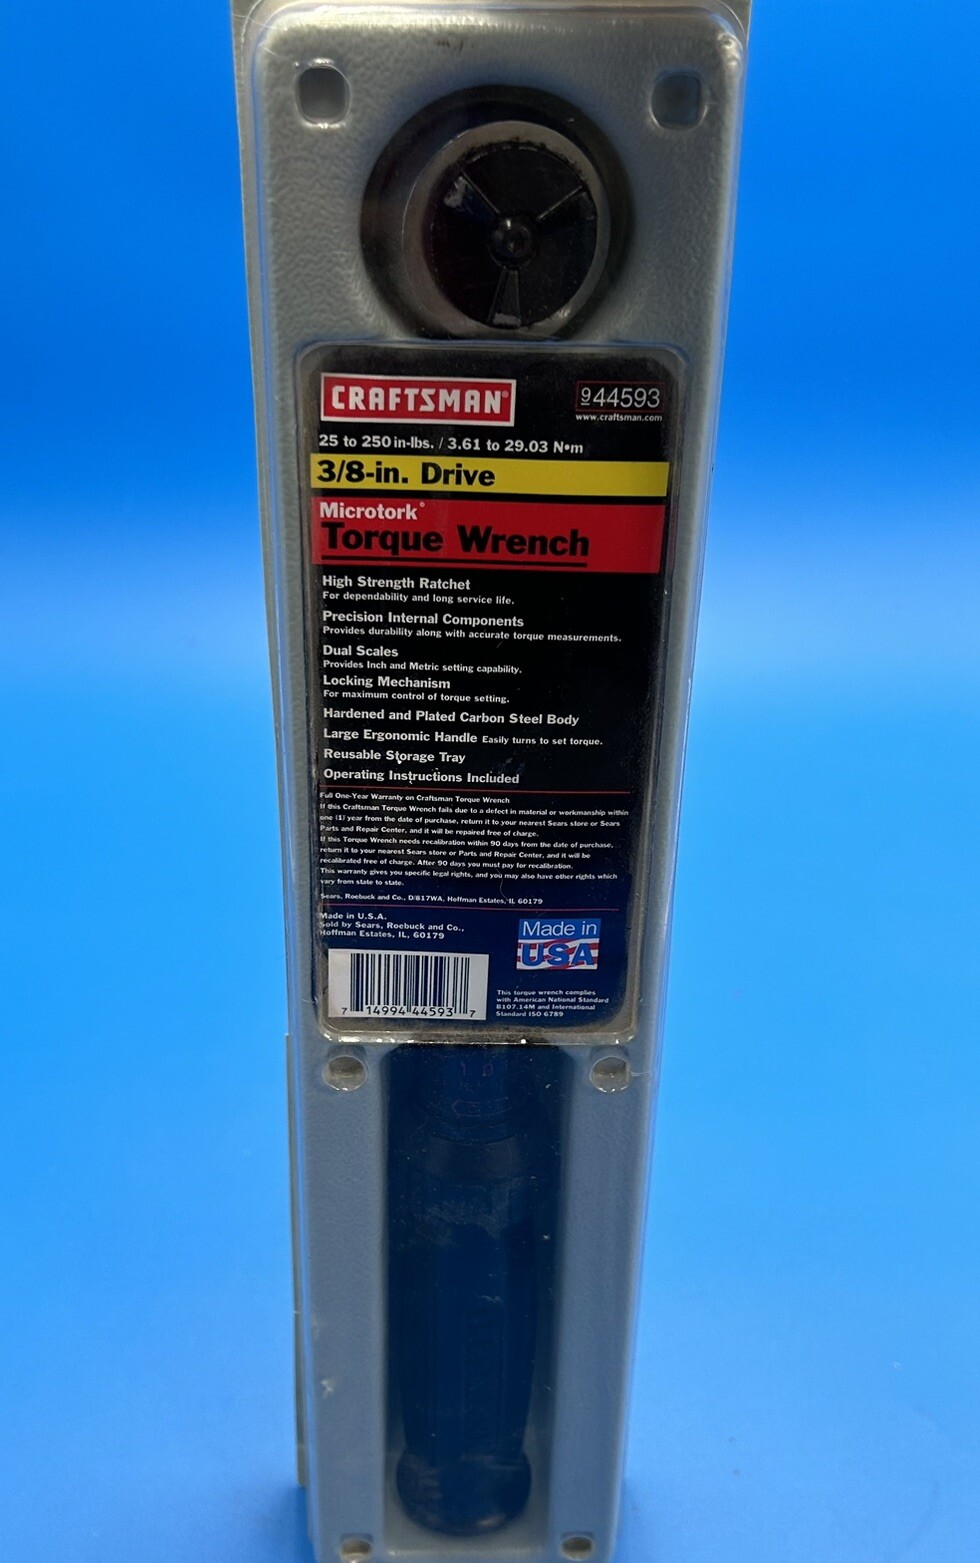 CRAFTSMAN®
944593
www.craftsman.com
25 to 250 in-lbs. / 3.61 to 29.03 N•m
3/8-in. Drive
Microtork®
Torque Wrench
High Strength Ratchet
For dependability and long service life.
Precision Internal Components
Provides durability along with accurate torque measurements.
Dual Scales
Provides Inch and Metric setting capability.
Locking Mechanism
For maximum control of torque setting.
Hardened and Plated Carbon Steel Body
Large Ergonomic Handle Easily turns to set torque.
Reusable Storage Tray
Operating Instructions Included
Full One-Year Warranty on Craftsman Torque Wrench
If this Craftsman Torque Wrench fails due to a defect in material or workmanship within
one (1) year from the date of purchase, return it to your nearest Sears store or Sears
Parts and Repair Center, and it will be repaired free of charge.
If this Torque Wrench needs recalibration within 90 days from the date of purchase,
return it to your nearest Sears store or Parts and Repair Center, and it will be
recalibrated free of charge. After 90 days you must pay for recalibration.
This warranty gives you specific legal rights, and you may also have other rights which
vary from state to state.
Sears, Roebuck and Co., D/817WA, Hoffman Estates, IL 60179
Made in U.S.A.
Sold by Sears, Roebuck and Co.,
Hoffman Estates, IL, 60179
Made in
USA
7 14994 44593 7
This torque wrench complies
with American National Standard
B107.14M and International
Standard ISO 6789